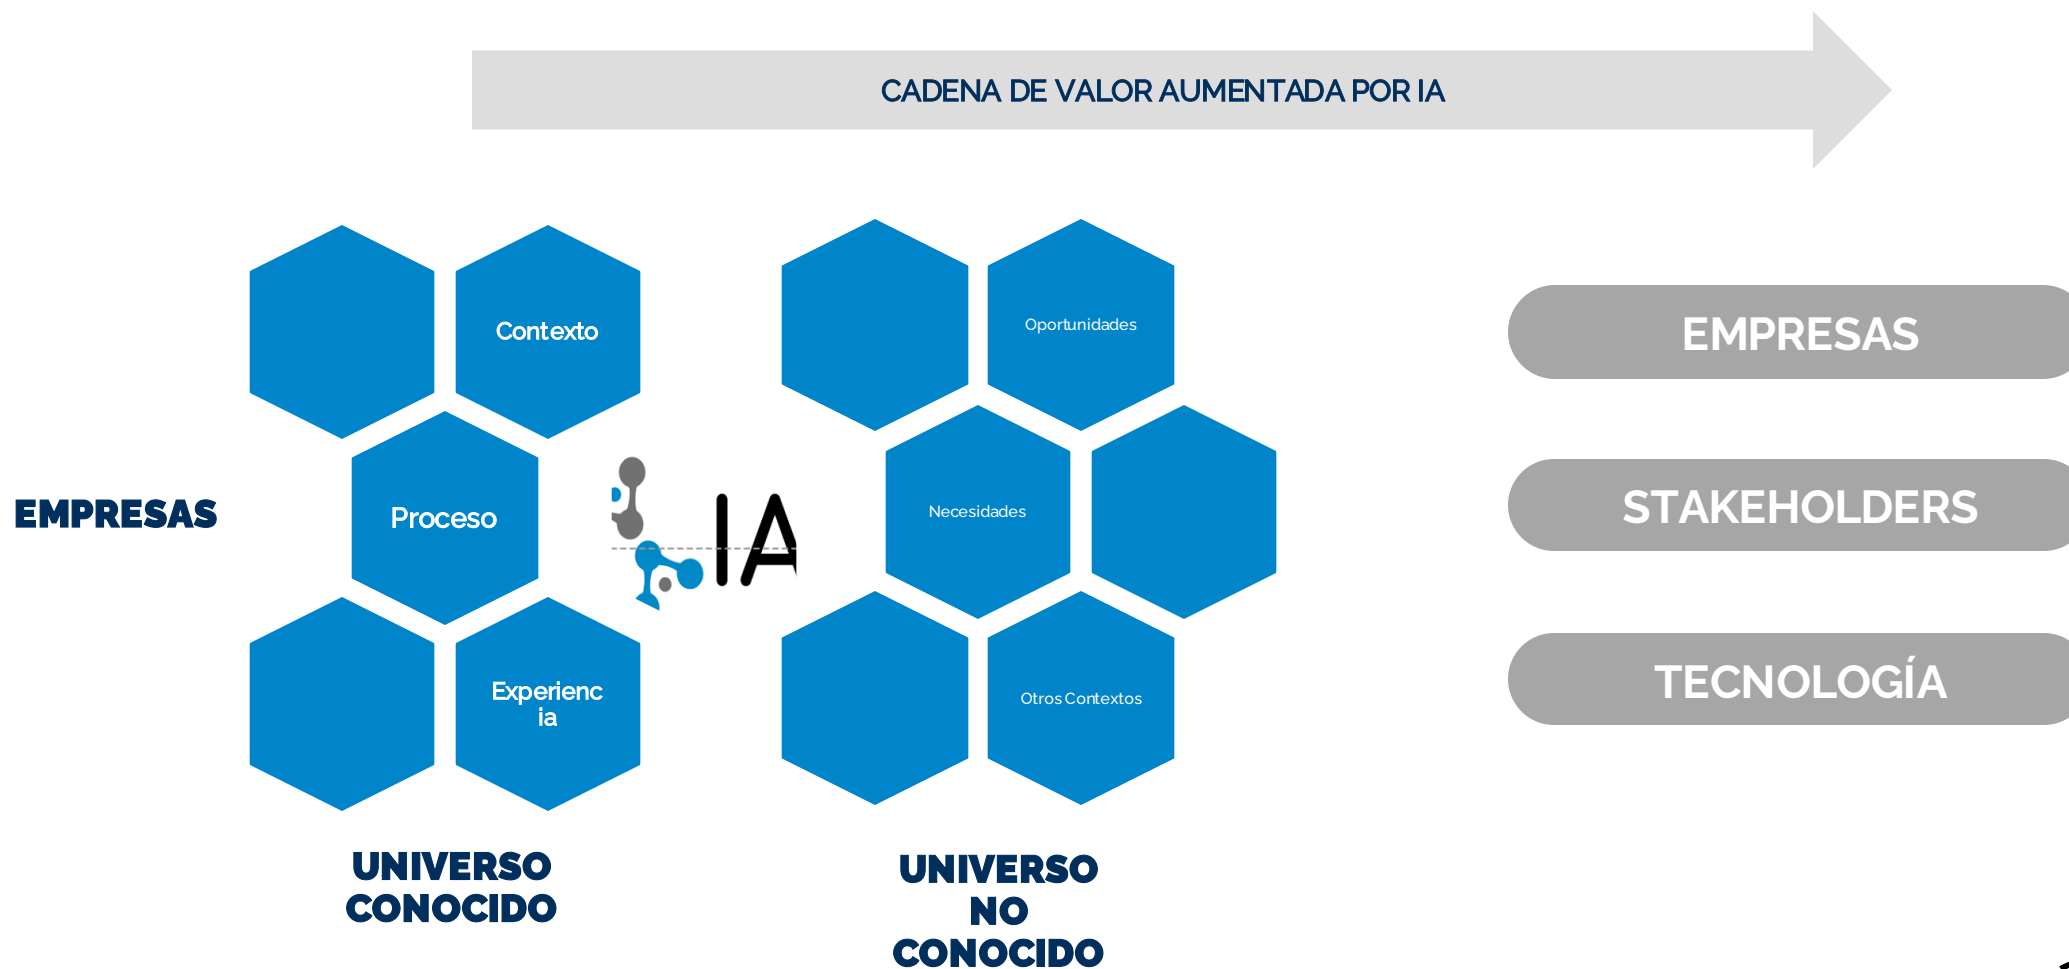 CADENA DE VALOR AUMENTADA POR IA
Contexto
Oportunidades
EMPRESAS
EMPRESAS
Proceso
IA
Necesidades
STAKEHOLDERS
Experienc
ia
Otros Contextos
TECNOLOGÍA
UNIVERSO
CONOCIDO
UNIVERSO
NO
CONOCIDO